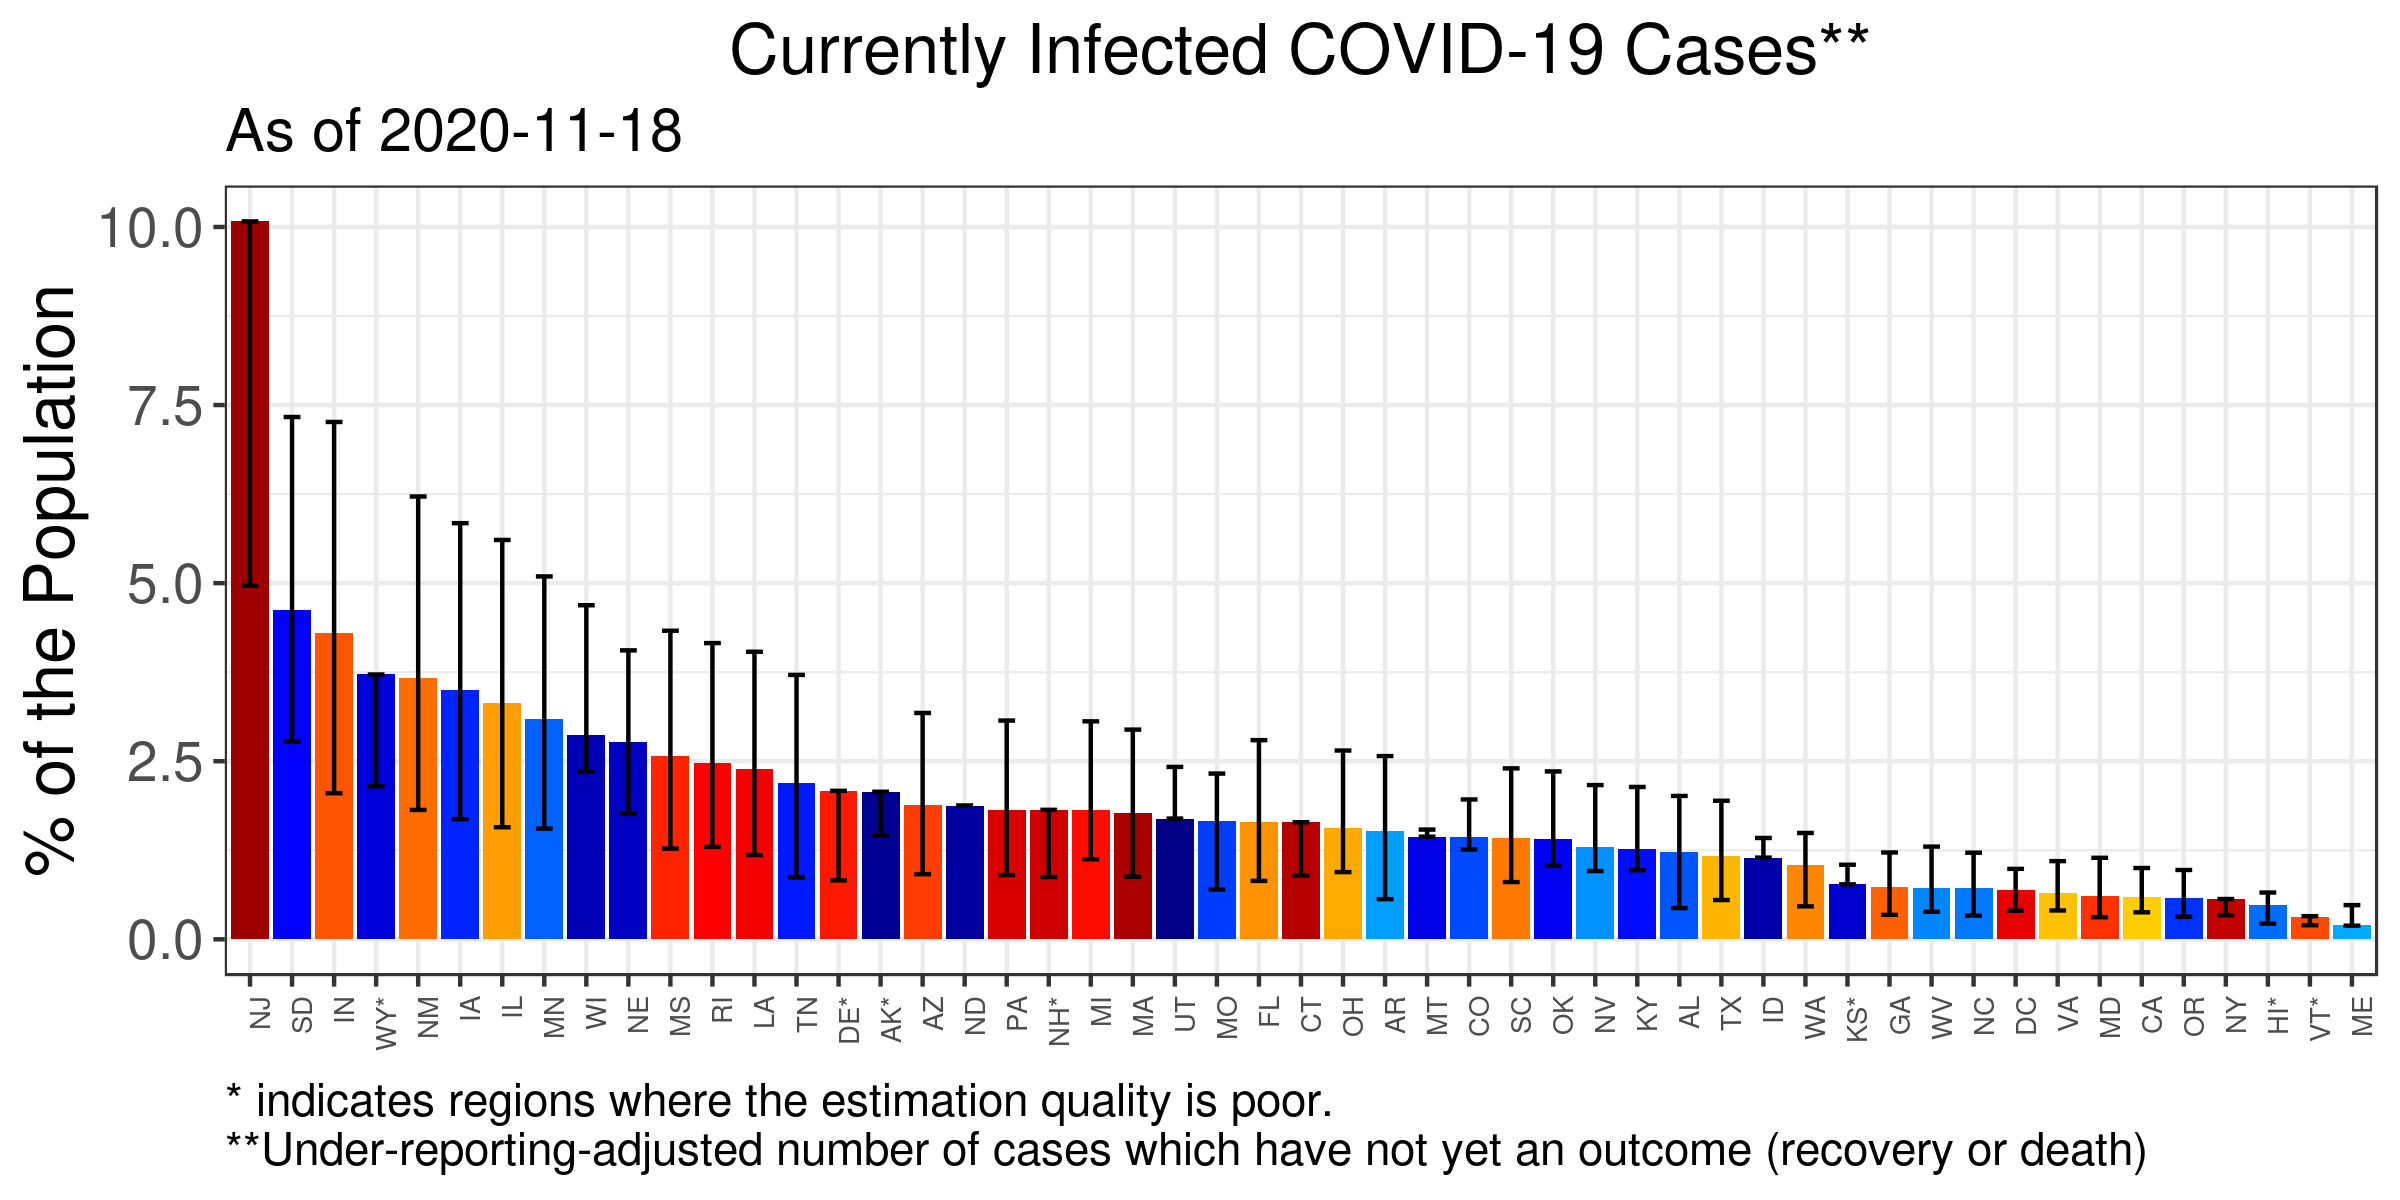 Currently Infected COVID-19 Cases**
As of 2020-11-18
% of the Population
10.0
7.5
5.0
2.5
0.0
NJ SD IN WY* NM IA IL MN WI NE MS RI LA TN DE* AK* AZ ND PA NH* MI MA UT MO FL CT OH AR MT CO SC OK NV KY AL TX ID WA KS* GA WV NC DC VA MD CA OR NY HI* VT* ME
* indicates regions where the estimation quality is poor.
**Under-reporting-adjusted number of cases which have not yet an outcome (recovery or death)